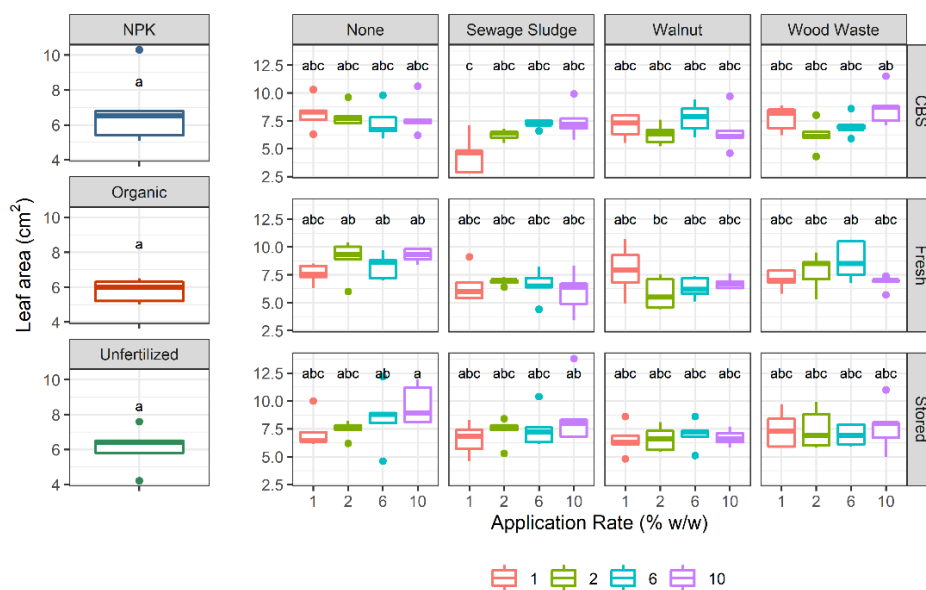 NPK
None
Sewage Sludge
Walnut
Wood Waste
10
8
6
4
a
12.5
10.0
7.5
5.0
2.5
abc abc abc abc
c abc abc abc
abc abc abc abc
abc abc abc ab
CBS
Leaf area (cm²)
Organic
10
8
6
4
a
12.5
10.0
7.5
5.0
2.5
abc ab ab ab
abc abc abc abc
abc bc abc abc
abc abc ab abc
Fresh
Unfertilized
10
8
6
4
a
12.5
10.0
7.5
5.0
2.5
abc abc ab a
abc abc abc ab
abc abc abc abc
abc abc abc abc
Stored
1 2 6 10
1 2 6 10
1 2 6 10
1 2 6 10
Application Rate (% w/w)
1 2 6 10